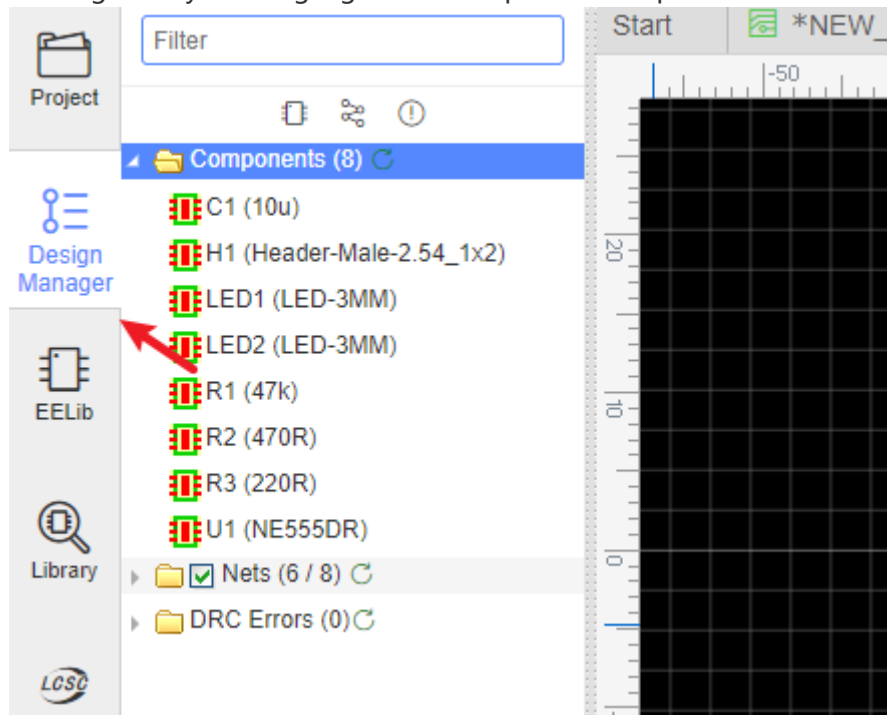 Filter
Start
*NEW_
Project
-50
Components (8)
C1 (10u)
Design
Manager
H1 (Header-Male-2.54_1x2)
20
LED1 (LED-3MM)
LED2 (LED-3MM)
EELib
R1 (47k)
10
R2 (470R)
R3 (220R)
U1 (NE555DR)
Library
Nets (6 / 8)
0
DRC Errors (0)
LCSC